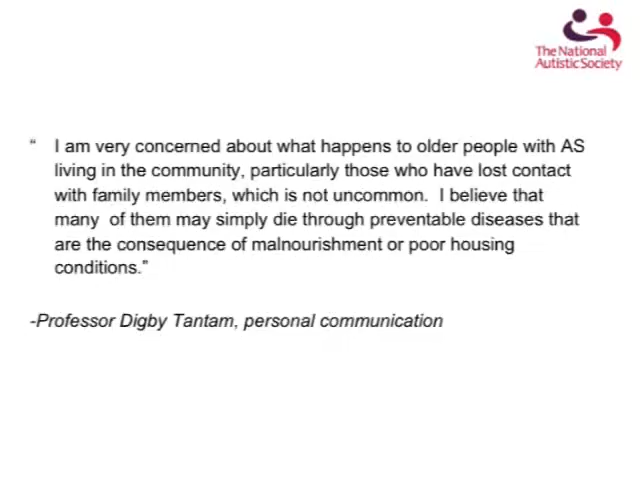 The National
Autistic Society
“ I am very concerned about what happens to older people with AS
living in the community, particularly those who have lost contact
with family members, which is not uncommon. I believe that
many of them may simply die through preventable diseases that
are the consequence of malnourishment or poor housing
conditions.”
-Professor Digby Tantam, personal communication